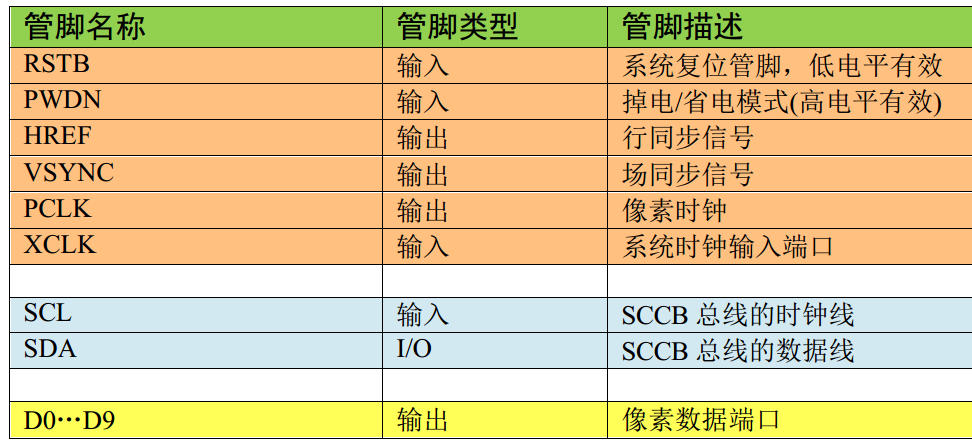 管脚名称 管脚类型 管脚描述
RSTB 输入 系统复位管脚，低电平有效
PWDN 输入 掉电/省电模式(高电平有效)
HREF 输出 行同步信号
VSYNC 输出 场同步信号
PCLK 输出 像素时钟
XCLK 输入 系统时钟输入端口
SCL 输入 SCCB 总线的时钟线
SDA I/O SCCB 总线的数据线
D0…D9 输出 像素数据端口